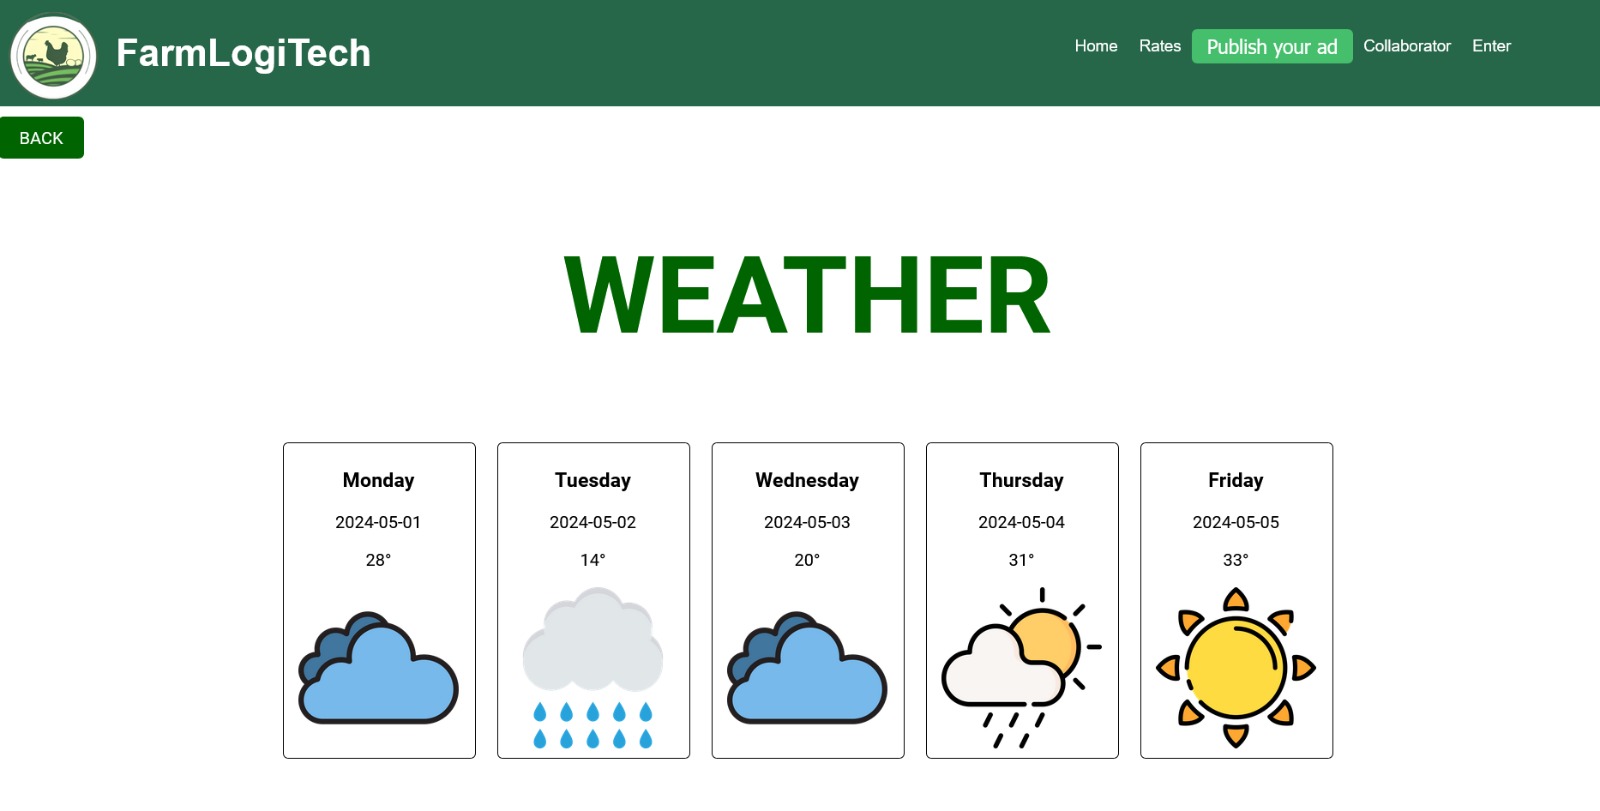 FarmLogiTech
Home Rates Publish your ad Collaborator Enter
BACK
WEATHER
Monday
2024-05-01
28°
Tuesday
2024-05-02
14°
Wednesday
2024-05-03
20°
Thursday
2024-05-04
31°
Friday
2024-05-05
33°